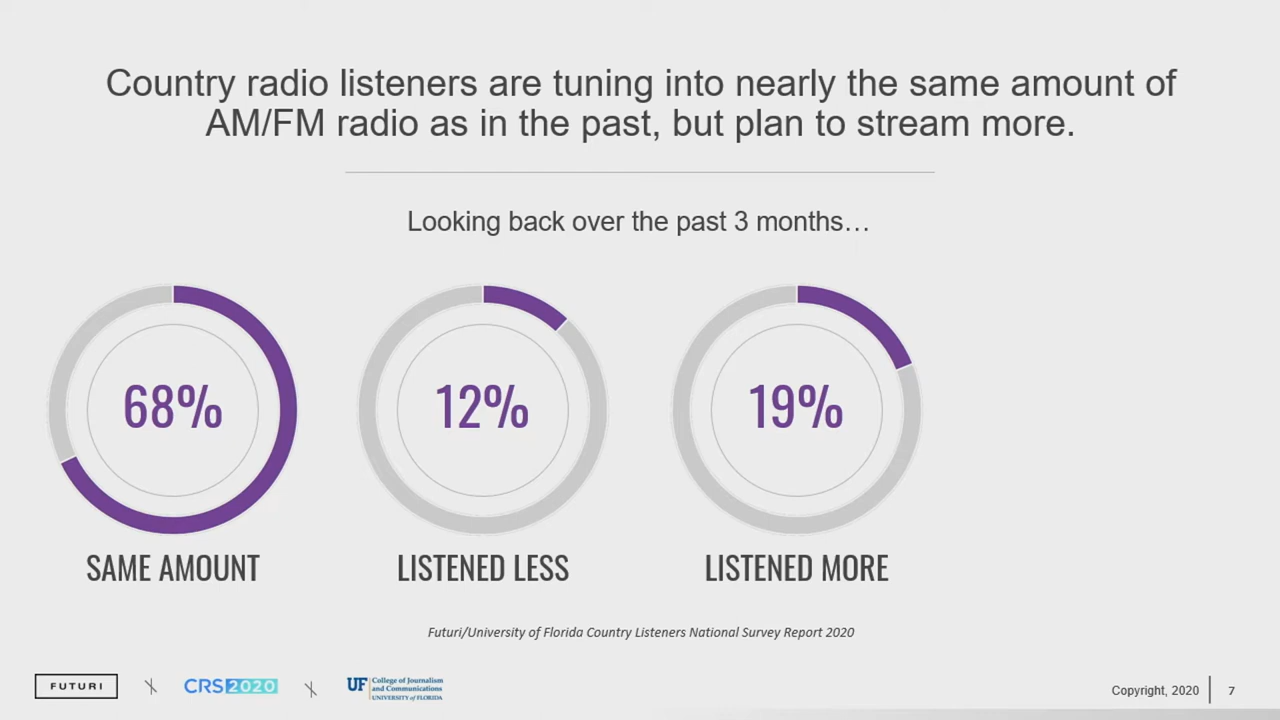 Country radio listeners are tuning into nearly the same amount of
AM/FM radio as in the past, but plan to stream more.
Looking back over the past 3 months…
68%
12%
19%
SAME AMOUNT
LISTENED LESS
LISTENED MORE
Futuri/University of Florida Country Listeners National Survey Report 2020
FUTURI
CRS2020
UF
College of Journalism
and Communications
UNIVERSITY of FLORIDA
Copyright, 2020
7